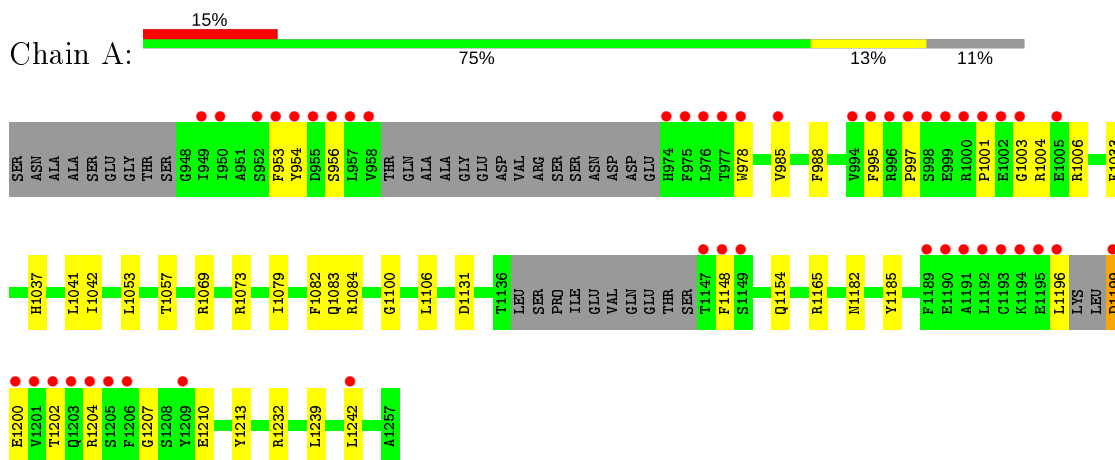 15%
Chain A:
75% 13% 11%
SER ASN ALA ALA SER GLU GLY THR SER G948 I949 I950 A951 S952 F953 Y954 D955 S956 L957 V958 THR GLN ALA ALA GLY GLU ASP VAL ARG SER SER ASN ASP ASP GLU H974 F975 L976 T977 W978 V985 F988 V994 F995 R996 P997 S998 E999 R1000 P1001 E1002 G1003 R1004 E1005 R1006
H1037 L1041 I1042 L1053 T1057 R1069 R1073 I1079 F1082 Q1083 R1084 G1100 L1106 D1131 T1136 LEU SER PRO ILE GLU VAL GLN GLU THR SER T1147 F1148 S1149 Q1154 R1165 N1182 Y1185 F1189 E1190 A1191 L1192 C1193 K1194 E1195 L1196 LYS LEU D1199
E1200 V1201 T1202 Q1203 R1204 S1205 F1206 G1207 S1208 Y1209 E1210 Y1213 R1232 L1239 L1242 A1257